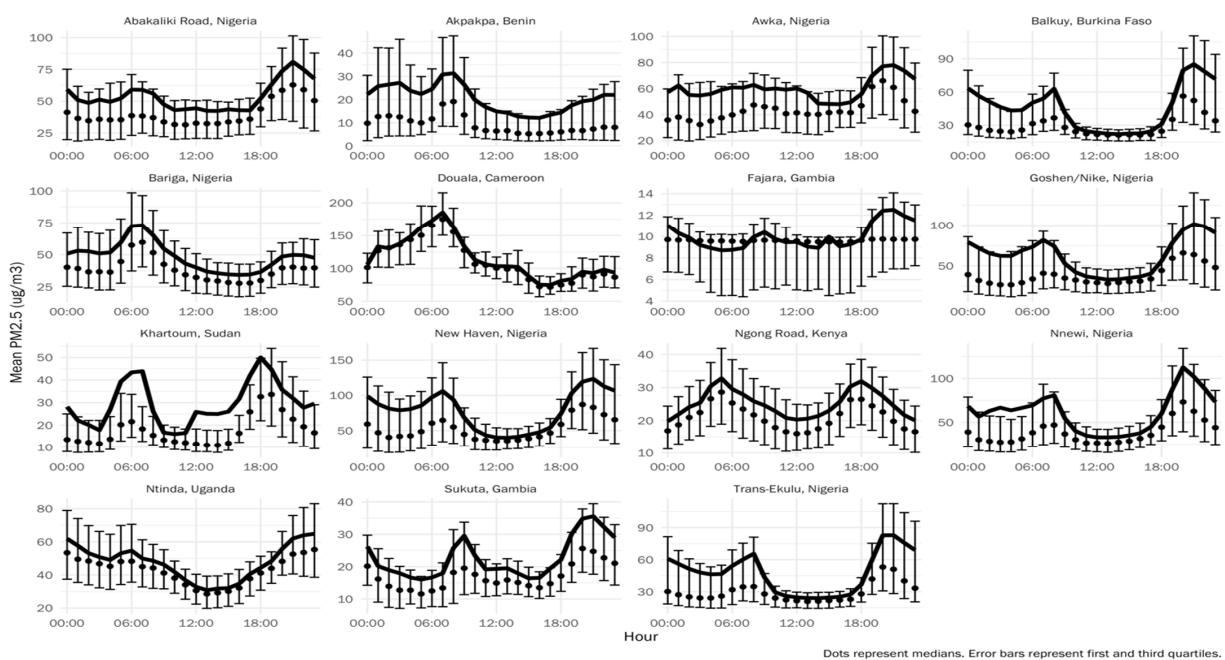 Abakaliki Road, Nigeria
Akpakpa, Benin
Awka, Nigeria
Balkuy, Burkina Faso
100
75
50
25
00:00 06:00 12:00 18:00
40
30
20
10
0
00:00 06:00 12:00 18:00
100
80
60
40
20
00:00 06:00 12:00 18:00
90
60
30
00:00 06:00 12:00 18:00
Bariga, Nigeria
Douala, Cameroon
Fajara, Gambia
Goshen/Nike, Nigeria
100
75
50
25
00:00 06:00 12:00 18:00
200
150
100
50
00:00 06:00 12:00 18:00
14
12
10
8
6
4
00:00 06:00 12:00 18:00
100
50
00:00 06:00 12:00 18:00
Mean PM2.5 (ug/m3)
Khartoum, Sudan
New Haven, Nigeria
Ngong Road, Kenya
Nnewi, Nigeria
50
40
30
20
10
00:00 06:00 12:00 18:00
150
100
50
00:00 06:00 12:00 18:00
40
30
20
10
00:00 06:00 12:00 18:00
100
50
00:00 06:00 12:00 18:00
Ntinda, Uganda
Sukuta, Gambia
Trans-Ekulu, Nigeria
80
60
40
20
00:00 06:00 12:00 18:00
40
30
20
10
00:00 06:00 12:00 18:00
90
60
30
00:00 06:00 12:00 18:00
Hour
Dots represent medians. Error bars represent first and third quartiles.